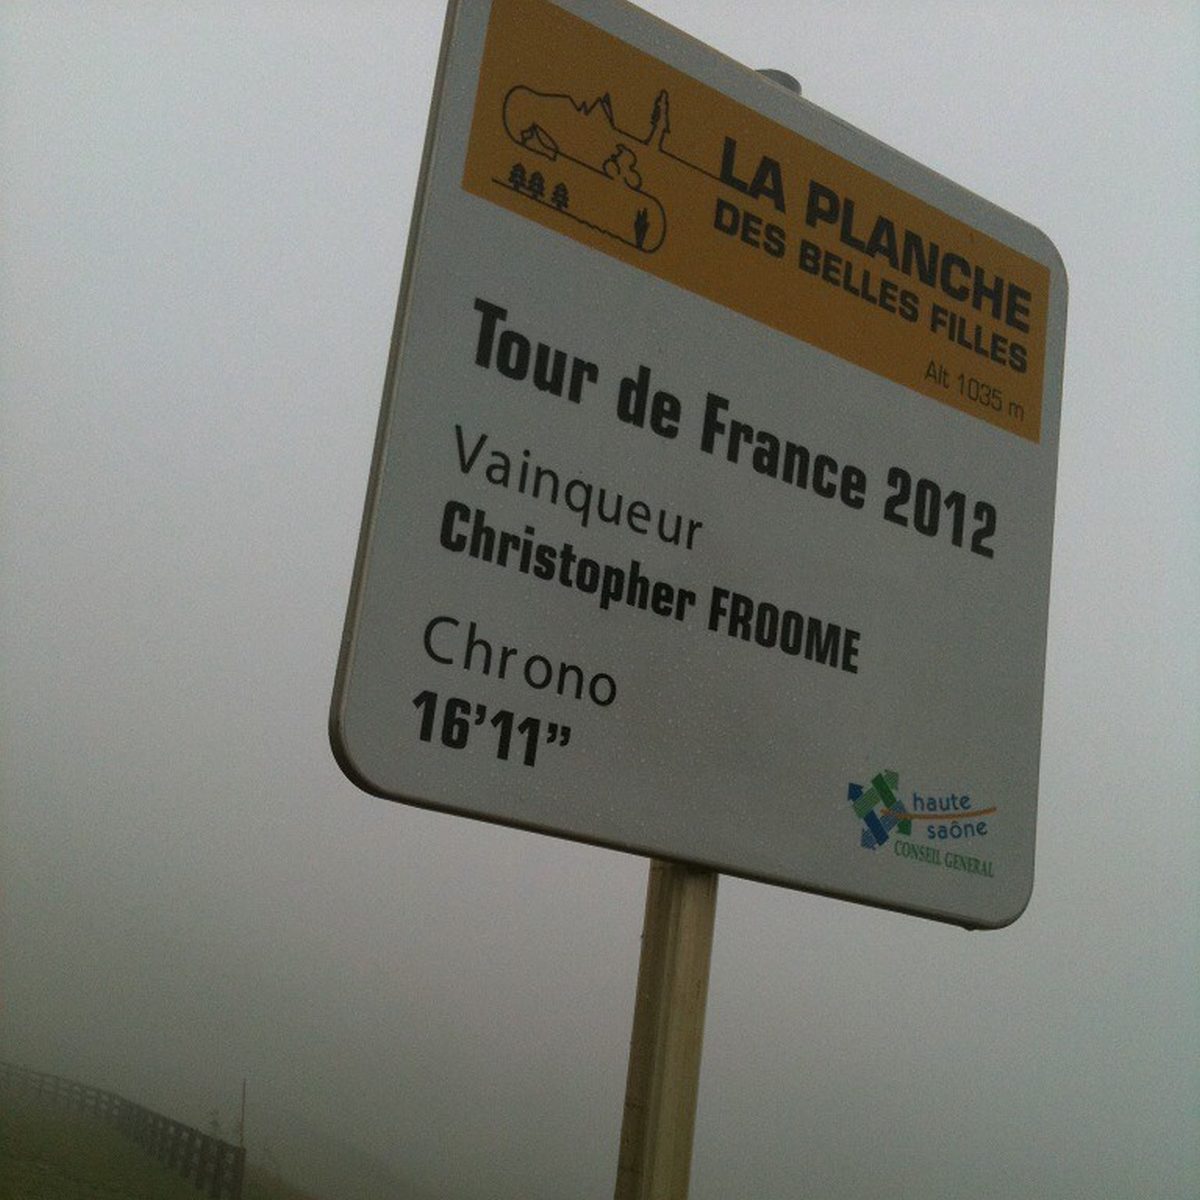 LA PLANCHE
DES BELLES FILLES
Alt 1035 m
Tour de France 2012
Vainqueur
Christopher FROOME
Chrono
16’11”
haute
saône
CONSEIL GENERAL